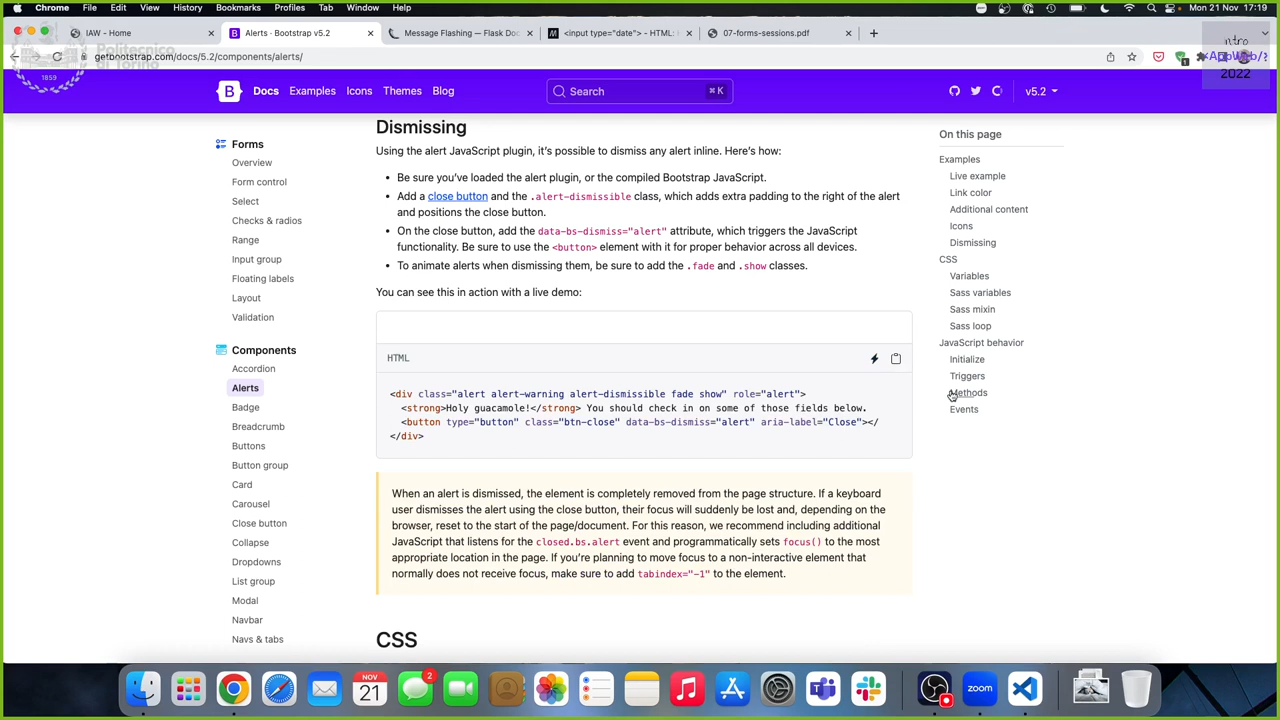 Chrome File Edit View History Bookmarks Profiles Tab Window Help Mon 21 Nov 17:19
IAW - Home
Alerts · Bootstrap v5.2
Message Flashing — Flask Doc
<input type="date"> - HTML: H
07-forms-sessions.pdf
getbootstrap.com/docs/5.2/components/alerts/
Politecnico
di Torino
1859
intro
<AppWeb/>
2022
B Docs Examples Icons Themes Blog
Search ⌘ K
v5.2
Forms
Overview
Form control
Select
Checks & radios
Range
Input group
Floating labels
Layout
Validation
Components
Accordion
Alerts
Badge
Breadcrumb
Buttons
Button group
Card
Carousel
Close button
Collapse
Dropdowns
List group
Modal
Navbar
Navs & tabs
Dismissing
Using the alert JavaScript plugin, it’s possible to dismiss any alert inline. Here’s how:
• Be sure you’ve loaded the alert plugin, or the compiled Bootstrap JavaScript.
• Add a close button and the .alert-dismissible class, which adds extra padding to the right of the alert
and positions the close button.
• On the close button, add the data-bs-dismiss="alert" attribute, which triggers the JavaScript
functionality. Be sure to use the <button> element with it for proper behavior across all devices.
• To animate alerts when dismissing them, be sure to add the .fade and .show classes.
You can see this in action with a live demo:
HTML
<div class="alert alert-warning alert-dismissible fade show" role="alert">
<strong>Holy guacamole!</strong> You should check in on some of those fields below.
<button type="button" class="btn-close" data-bs-dismiss="alert" aria-label="Close"></
</div>
When an alert is dismissed, the element is completely removed from the page structure. If a keyboard
user dismisses the alert using the close button, their focus will suddenly be lost and, depending on the
browser, reset to the start of the page/document. For this reason, we recommend including additional
JavaScript that listens for the closed.bs.alert event and programmatically sets focus() to the most
appropriate location in the page. If you’re planning to move focus to a non-interactive element that
normally does not receive focus, make sure to add tabindex="-1" to the element.
CSS
On this page
Examples
Live example
Link color
Additional content
Icons
Dismissing
CSS
Variables
Sass variables
Sass mixin
Sass loop
JavaScript behavior
Initialize
Triggers
Methods
Events
NOV
21
2
zoom